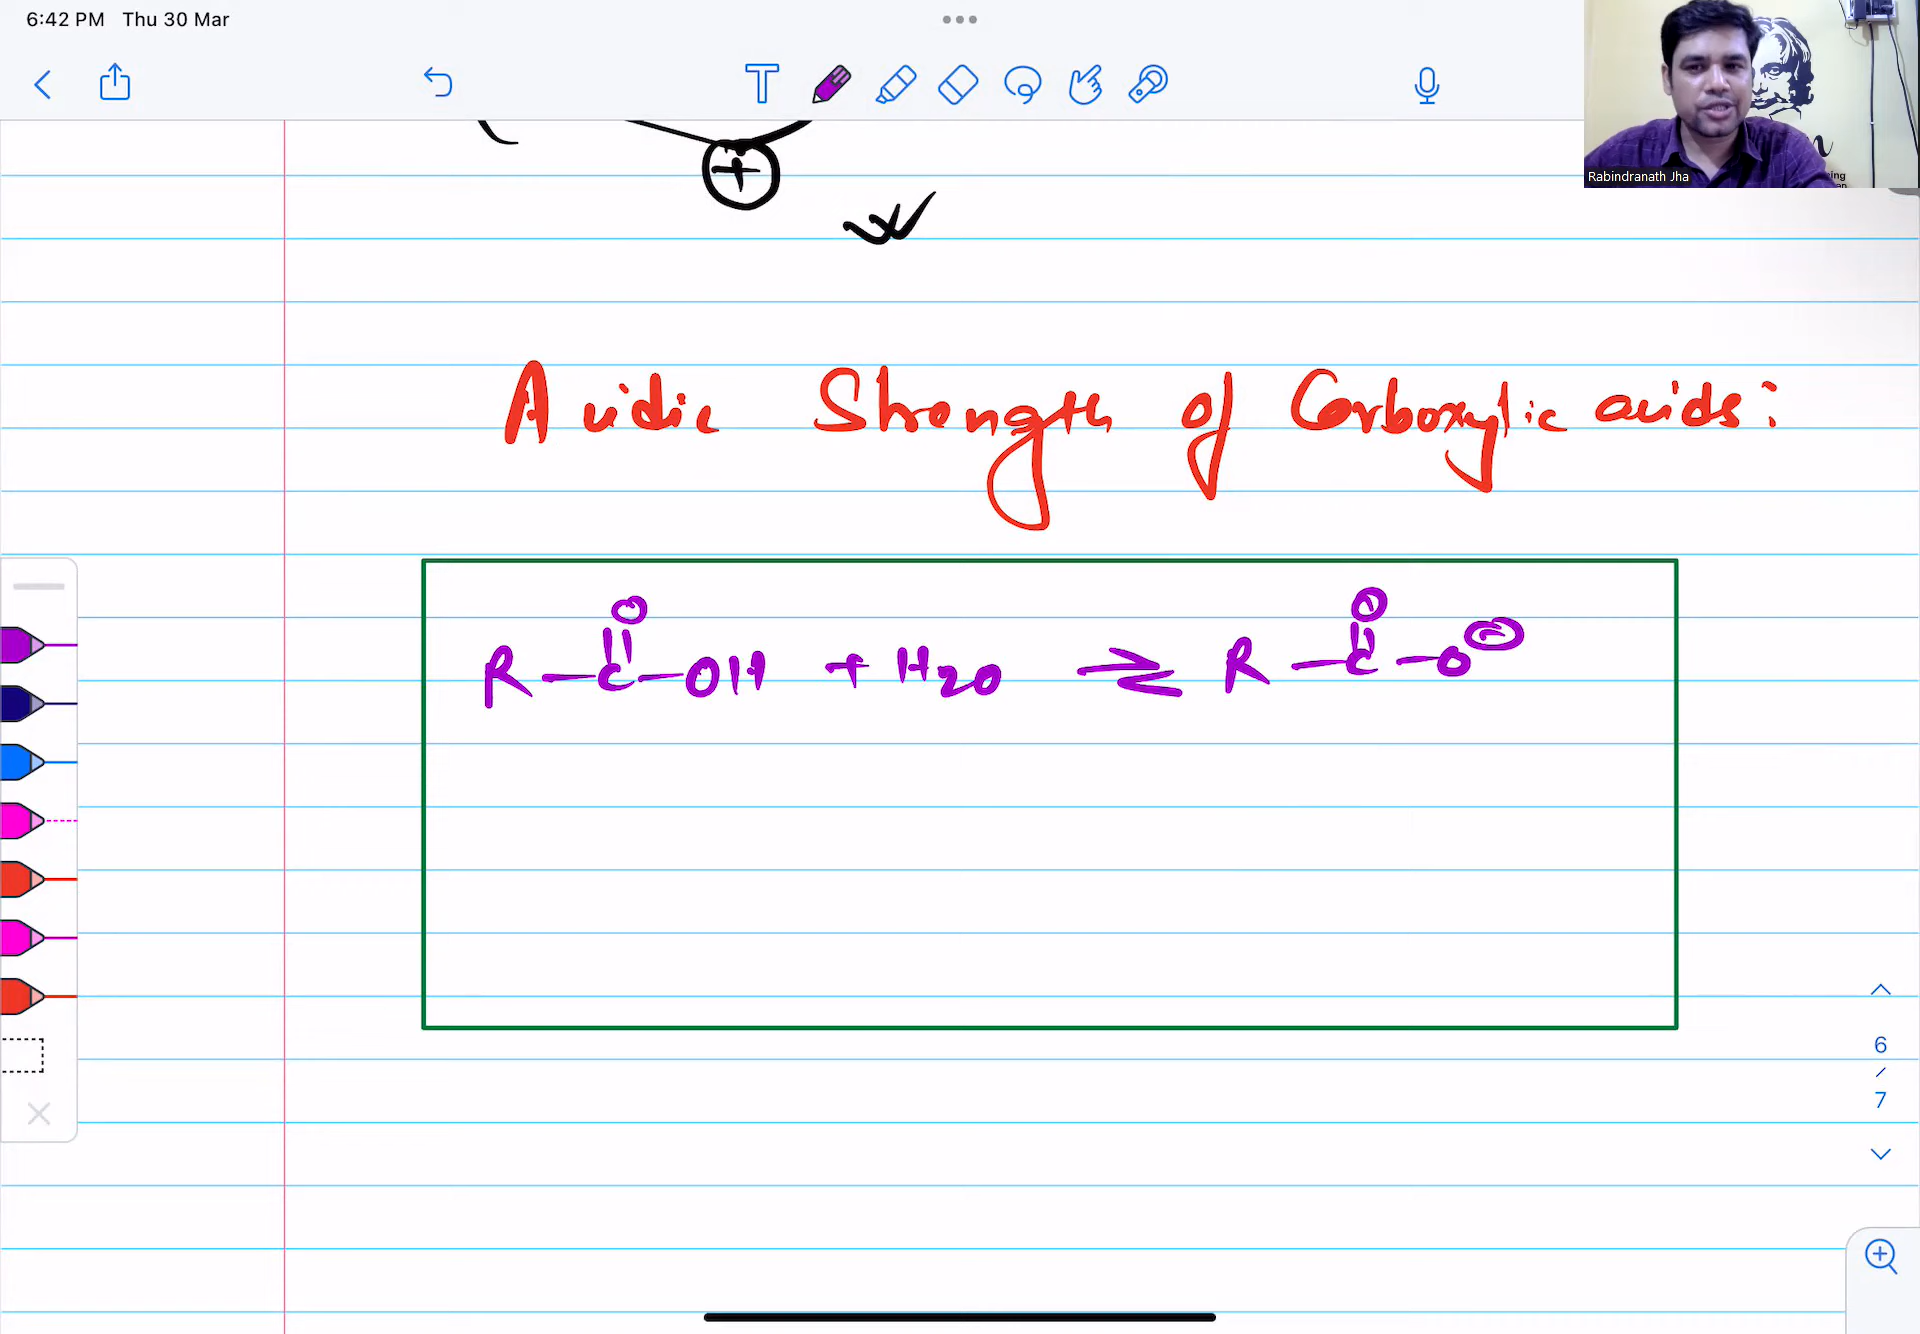 6:42 PM Thu 30 Mar
T
Rabindranath Jha
+
Acidic Strength of Carboxylic acids:
O O
R - C - OH + H2O ⇌ R - C - O⊖
6
/
7